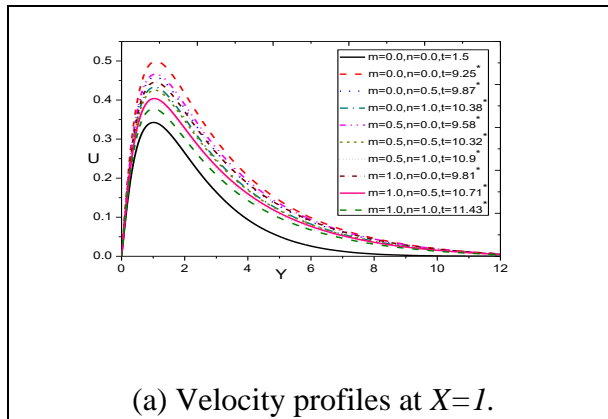 0.5
0.4
0.3
0.2
0.1
0.0
U
0 2 4 6 8 10 12
Y
m=0.0,n=0.0,t=1.5
m=0.0,n=0.0,t=9.25*
m=0.0,n=0.5,t=9.87*
m=0.0,n=1.0,t=10.38*
m=0.5,n=0.0,t=9.58*
m=0.5,n=0.5,t=10.32*
m=0.5,n=1.0,t=10.9*
m=1.0,n=0.0,t=9.81*
m=1.0,n=0.5,t=10.71*
m=1.0,n=1.0,t=11.43*
(a) Velocity profiles at X=1.